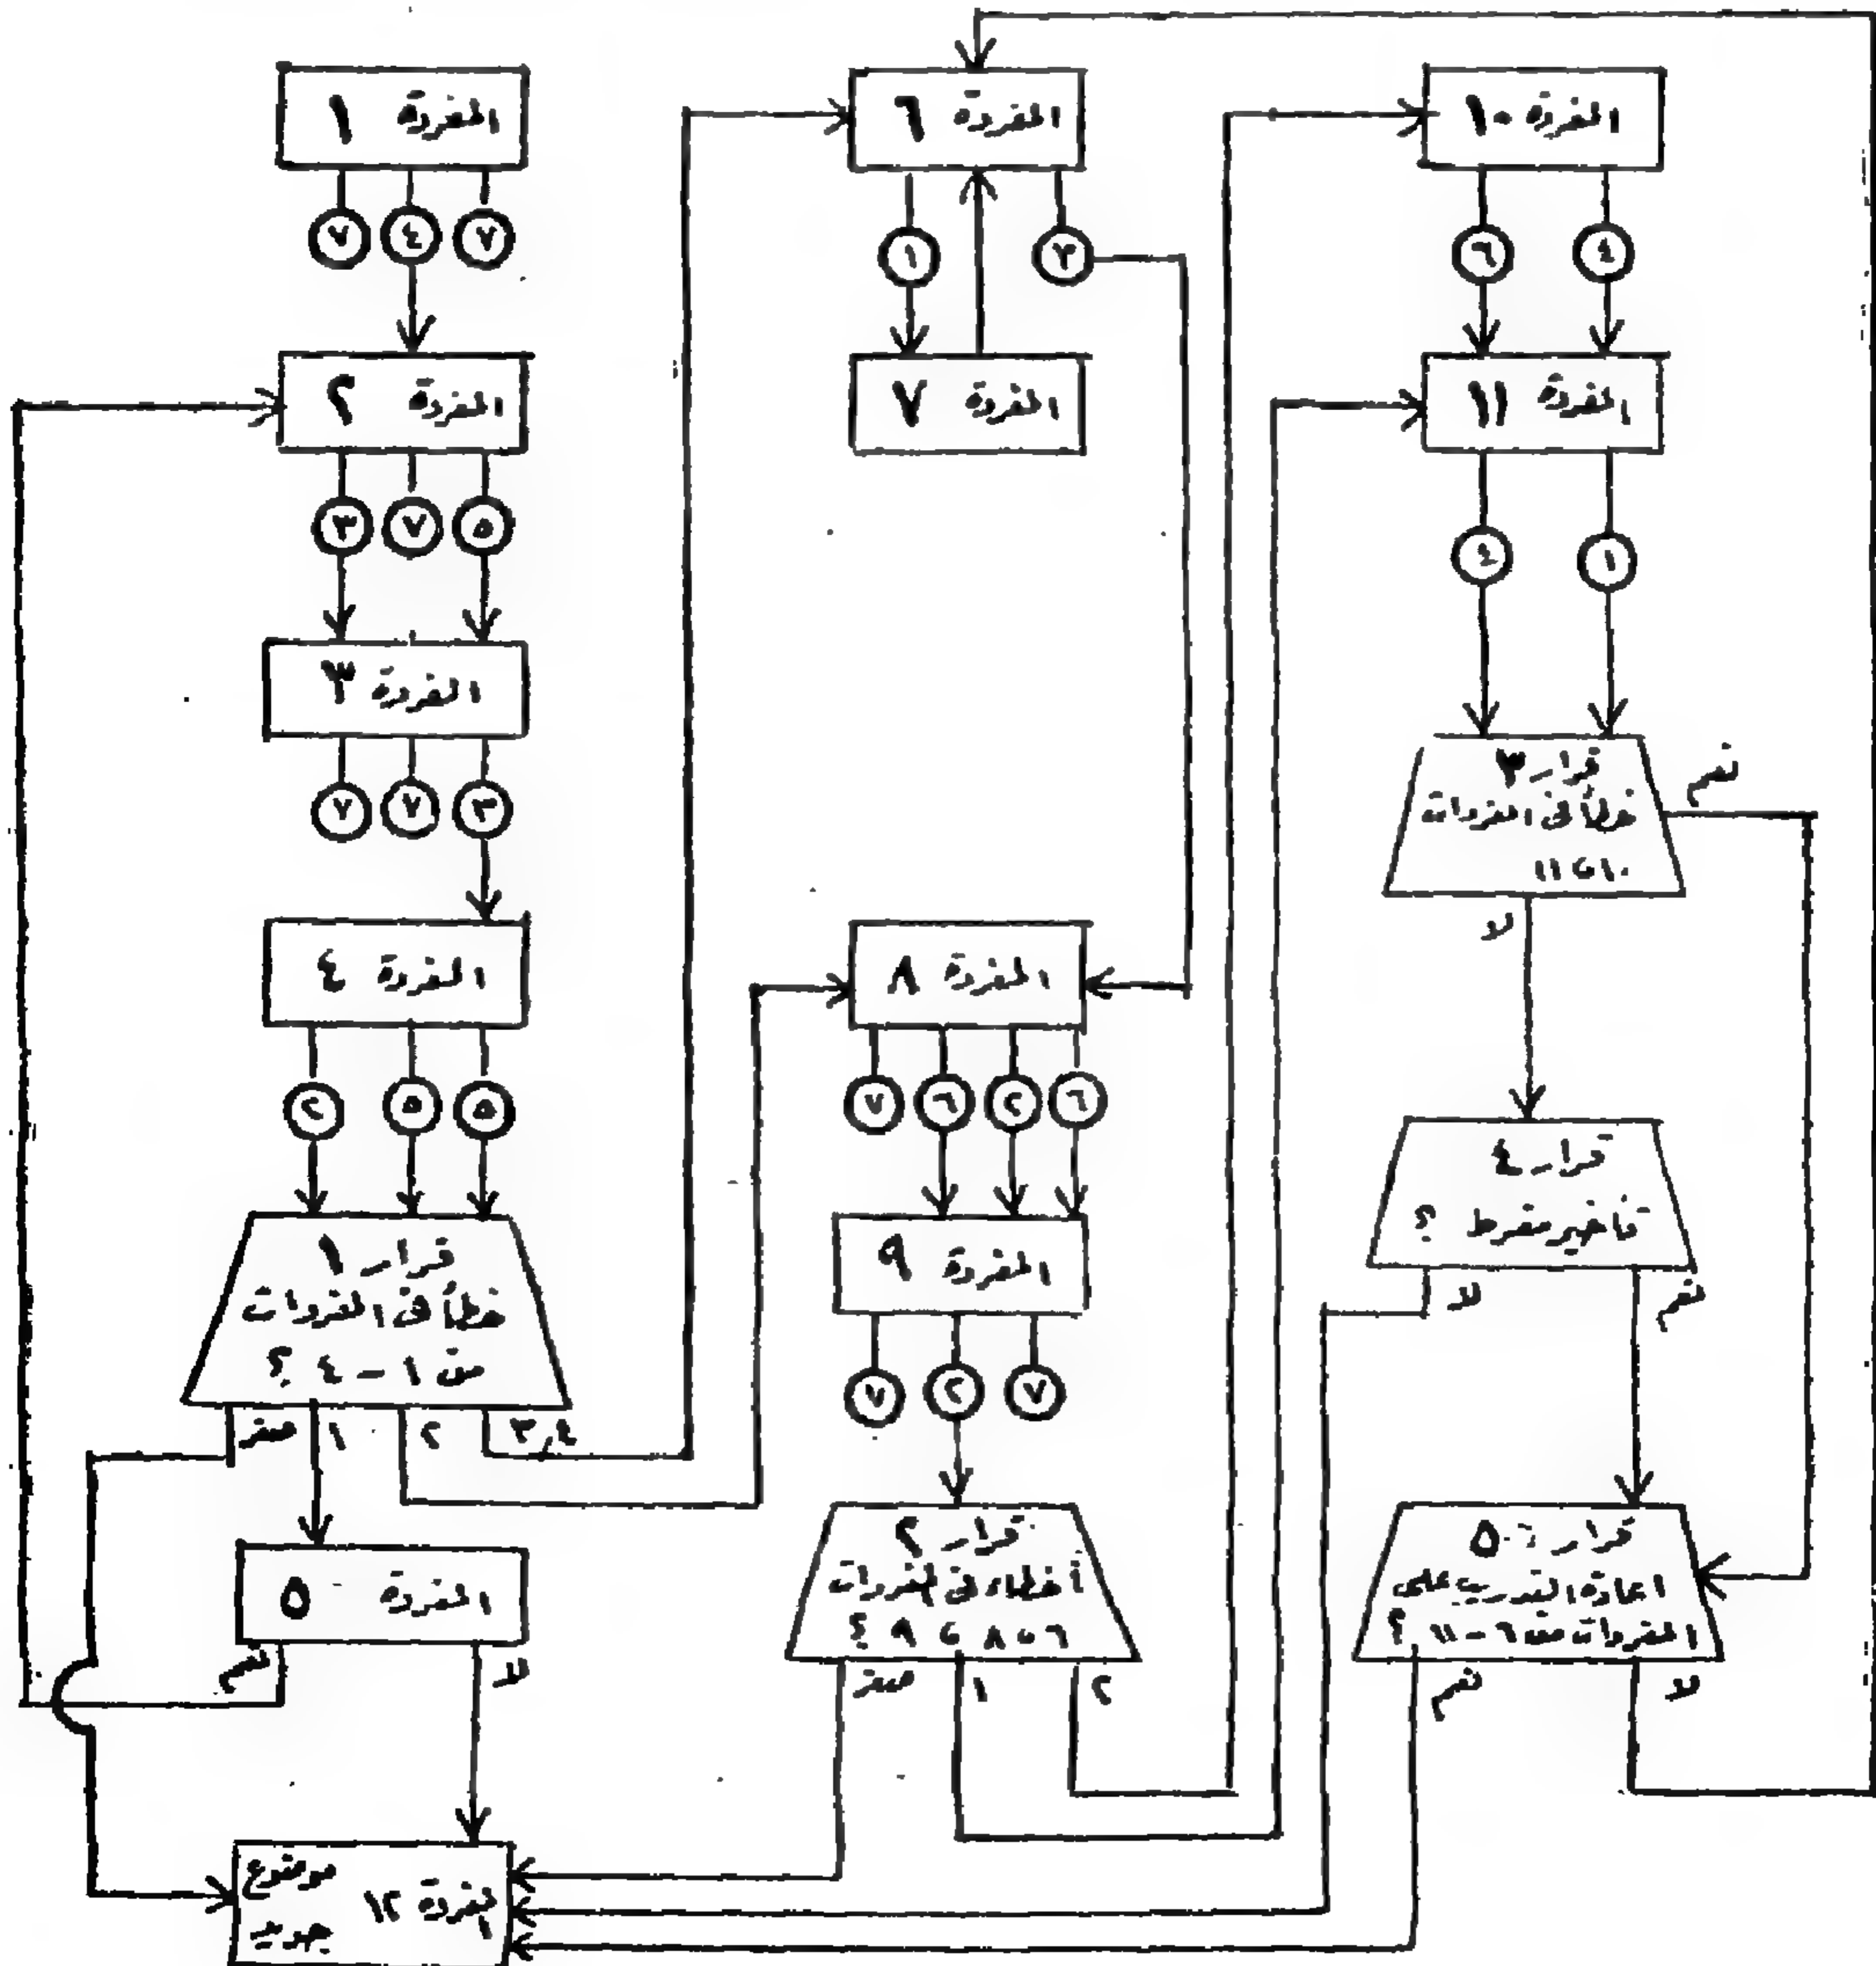 المفردة ١
٧ ٤ ٧
المفردة ٢
٣ ٧ ٥
المفردة ٣
٧ ٧ ٣
المفردة ٤
٢ ٥ ٥
قرار ١
خطأ فى المفردات
من ١ – ٤ ؟
صفر ١ ٢ ٣,٤
المفردة ٥
نعم لا
المفردة ١٢ موضوع
جديد
المفردة ٦
١ ٣
المفردة ٧
المفردة ٨
٧ ٦ ٢ ٦
المفردة ٩
٧ ٢ ٧
قرار ٢
أخطاء فى المفردات
٦ ، ٨ ، ٩ ؟
صفر ١ ٢
المفردة ١٠
٦ ٤
المفردة ١١
٤ ١
قرار ٣
خطأ فى المفردات
١٠ ، ١١
نعم
لا
قرار ٤
تأخير مفرط ؟
لا نعم
قرار ٥
اعادة التدريب على
المفردات من ٦ – ١١ ؟
نعم لا